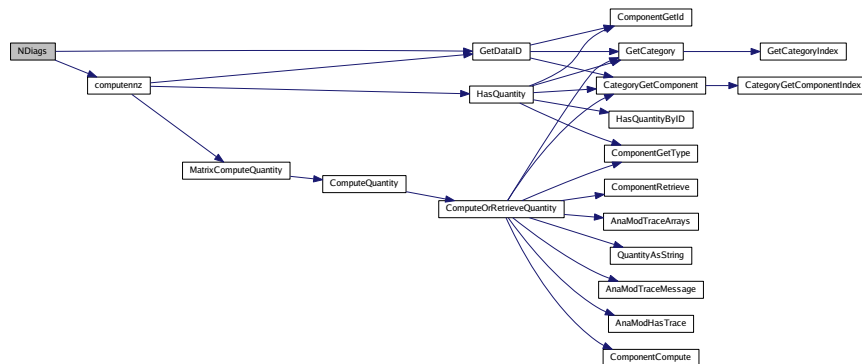 ComponentGetId
NDiags
GetDataID
GetCategory
GetCategoryIndex
computennz
HasQuantity
CategoryGetComponent
CategoryGetComponentIndex
HasQuantityByID
ComponentGetType
MatrixComputeQuantity
ComputeQuantity
ComponentRetrieve
ComputeOrRetrieveQuantity
AnaModTraceArrays
QuantityAsString
AnaModTraceMessage
AnaModHasTrace
ComponentCompute